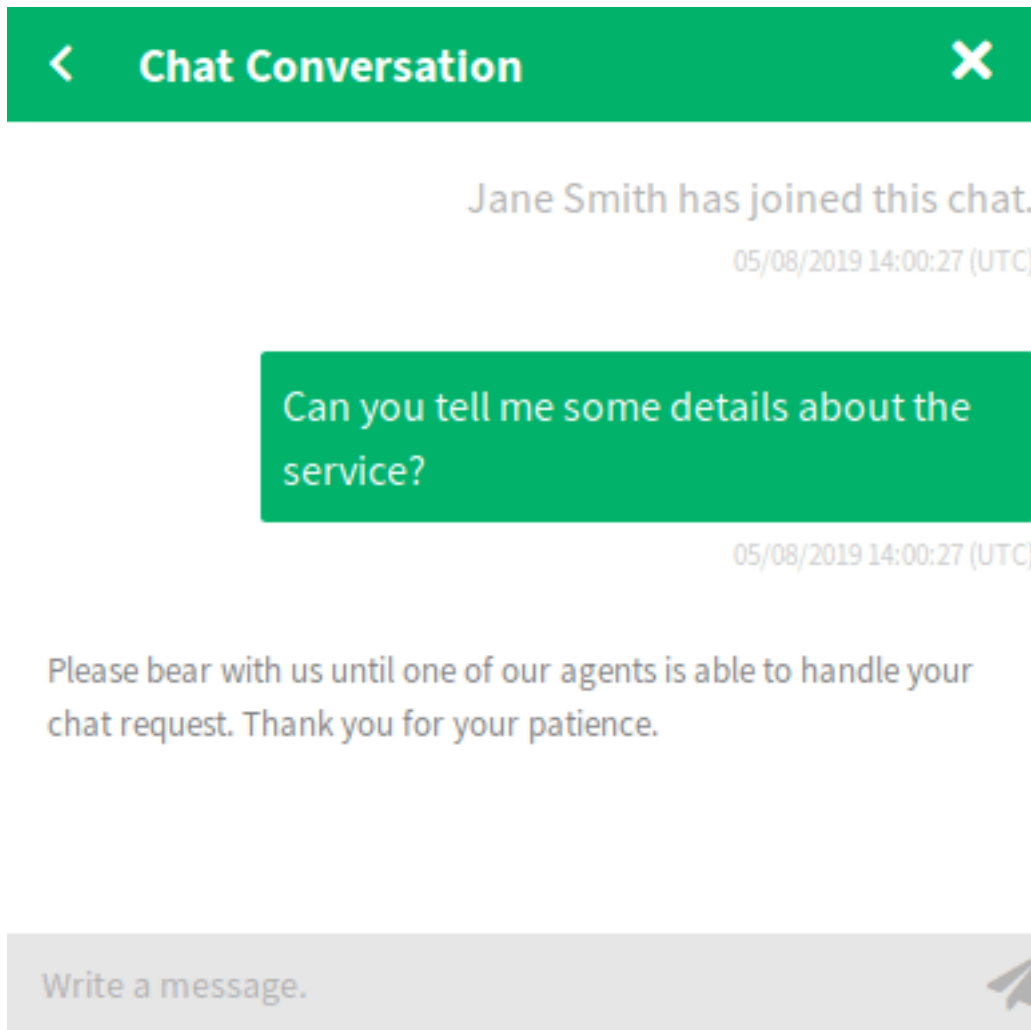 Chat Conversation
Jane Smith has joined this chat.
05/08/2019 14:00:27 (UTC)
Can you tell me some details about the
service?
05/08/2019 14:00:27 (UTC)
Please bear with us until one of our agents is able to handle your
chat request. Thank you for your patience.
Write a message.